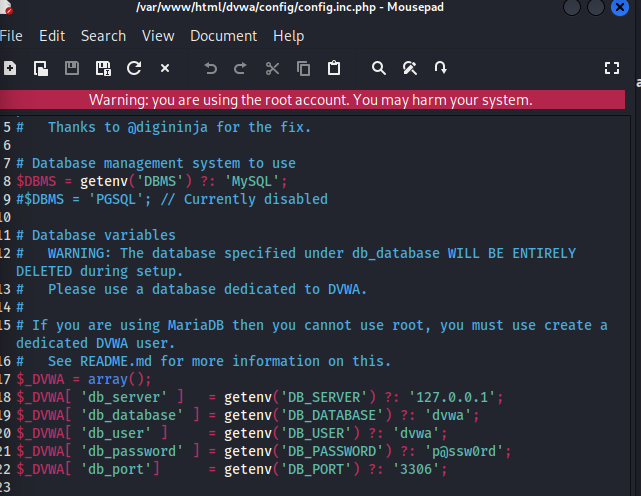 /var/www/html/dvwa/config/config.inc.php - Mousepad
File Edit Search View Document Help
Warning: you are using the root account. You may harm your system.
5 #   Thanks to @digininja for the fix.
6
7 # Database management system to use
8 $DBMS = getenv('DBMS') ?: 'MySQL';
9 #$DBMS = 'PGSQL'; // Currently disabled
10
11 # Database variables
12 #   WARNING: The database specified under db_database WILL BE ENTIRELY
DELETED during setup.
13 #   Please use a database dedicated to DVWA.
14 #
15 # If you are using MariaDB then you cannot use root, you must use create a
dedicated DVWA user.
16 #   See README.md for more information on this.
17 $_DVWA = array();
18 $_DVWA[ 'db_server' ]   = getenv('DB_SERVER') ?: '127.0.0.1';
19 $_DVWA[ 'db_database' ] = getenv('DB_DATABASE') ?: 'dvwa';
20 $_DVWA[ 'db_user' ]     = getenv('DB_USER') ?: 'dvwa';
21 $_DVWA[ 'db_password' ] = getenv('DB_PASSWORD') ?: 'p@ssw0rd';
22 $_DVWA[ 'db_port']      = getenv('DB_PORT') ?: '3306';
23